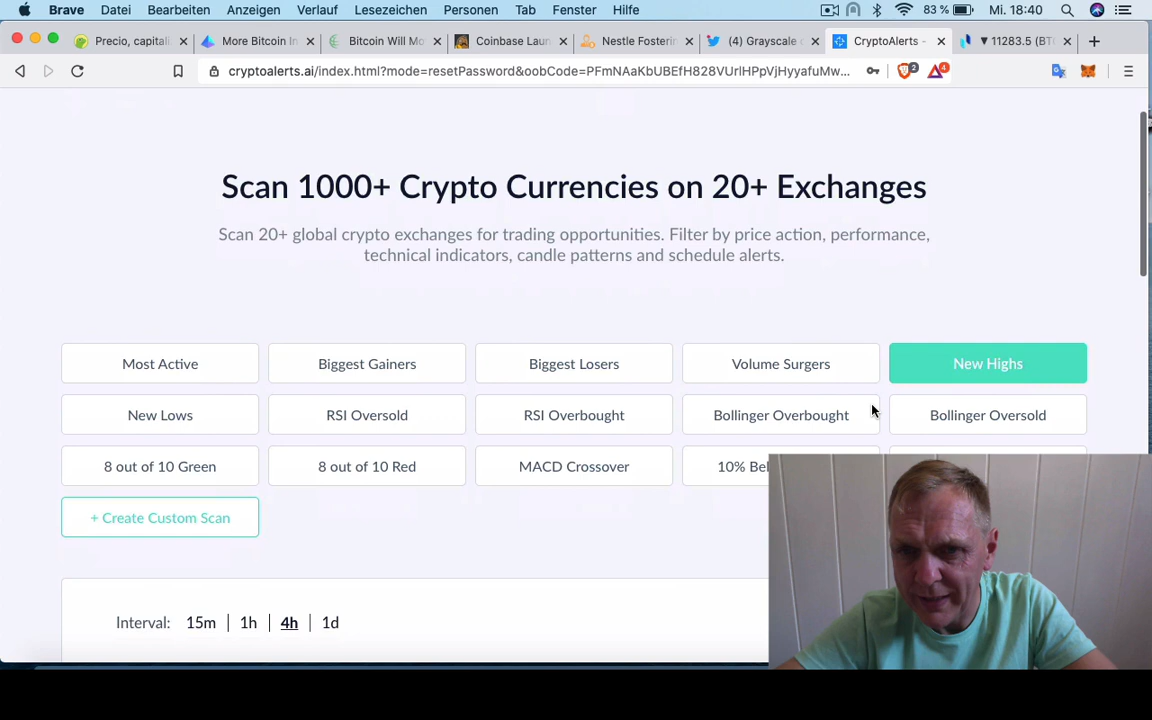 Brave Datei Bearbeiten Anzeigen Verlauf Lesezeichen Personen Tab Fenster Hilfe 83 % Mi. 18:40
Precio, capitali
More Bitcoin In
Bitcoin Will Mo
Coinbase Laun
Nestle Fosterin
(4) Grayscale c
CryptoAlerts -
▼ 11283.5 (BT
cryptoalerts.ai/index.html?mode=resetPassword&oobCode=PFmNAaKbUBEfH828VUrlHPpVjHyyafuMw...
2
4
Scan 1000+ Crypto Currencies on 20+ Exchanges
Scan 20+ global crypto exchanges for trading opportunities. Filter by price action, performance,
technical indicators, candle patterns and schedule alerts.
Most Active
Biggest Gainers
Biggest Losers
Volume Surgers
New Highs
New Lows
RSI Oversold
RSI Overbought
Bollinger Overbought
Bollinger Oversold
8 out of 10 Green
8 out of 10 Red
MACD Crossover
10% Bel
+ Create Custom Scan
Interval: 15m | 1h | 4h | 1d